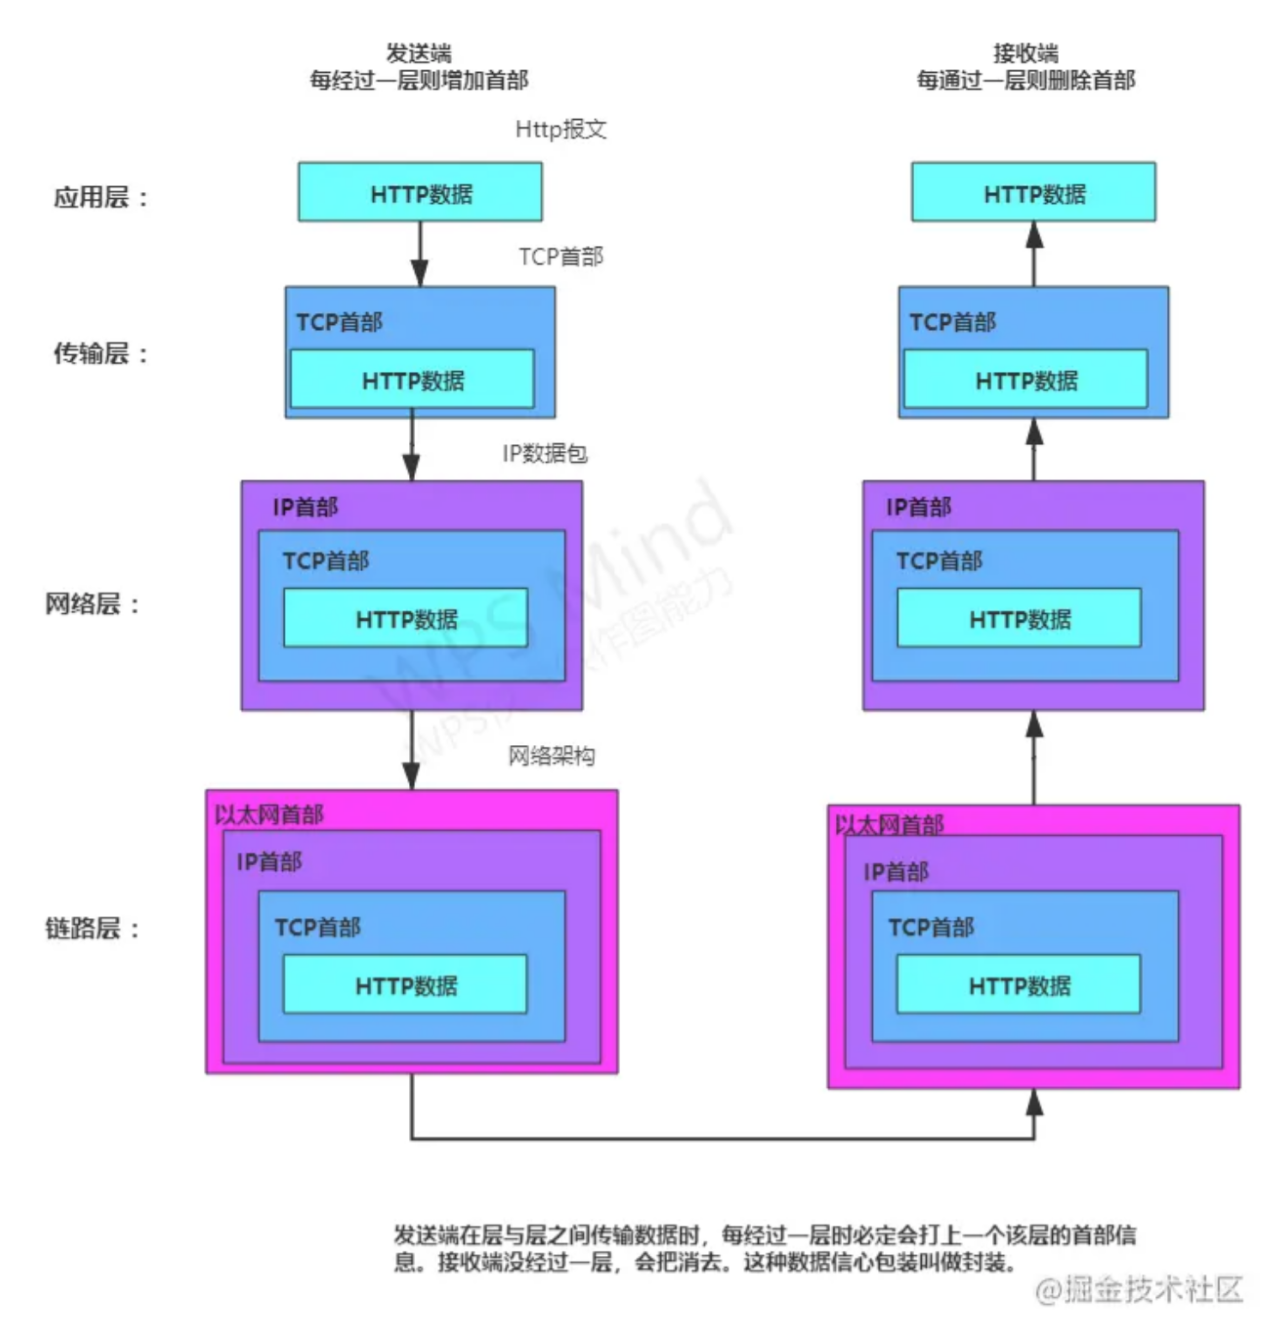 发送端
每经过一层则增加首部
接收端
每通过一层则删除首部
Http报文
应用层：
HTTP数据
HTTP数据
TCP首部
传输层：
TCP首部
HTTP数据
TCP首部
HTTP数据
IP数据包
网络层：
IP首部
TCP首部
HTTP数据
IP首部
TCP首部
HTTP数据
WPS Mind
作图能力
网络架构
链路层：
以太网首部
IP首部
TCP首部
HTTP数据
以太网首部
IP首部
TCP首部
HTTP数据
发送端在层与层之间传输数据时，每经过一层时必定会打上一个该层的首部信
息。接收端没经过一层，会把消去。这种数据信心包装叫做封装。
@掘金技术社区